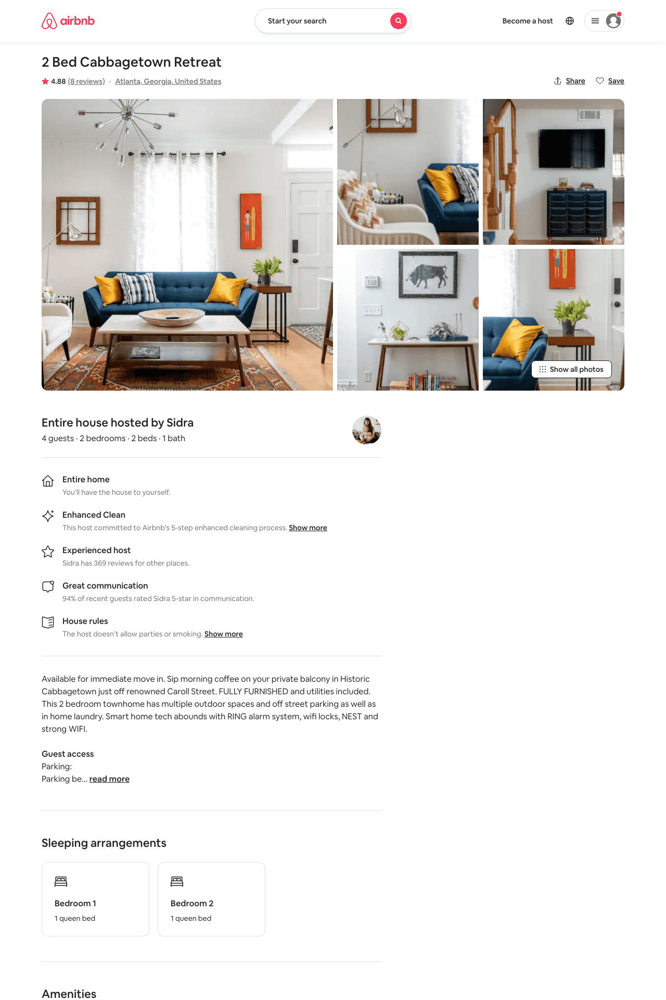 airbnb
Start your search
Become a host
2 Bed Cabbagetown Retreat
4.88 (8 reviews) · Atlanta, Georgia, United States
Share
Save
Show all photos
Entire house hosted by Sidra
4 guests · 2 bedrooms · 2 beds · 1 bath
Entire home
You’ll have the house to yourself.
Enhanced Clean
This host committed to Airbnb's 5-step enhanced cleaning process. Show more
Experienced host
Sidra has 369 reviews for other places.
Great communication
94% of recent guests rated Sidra 5-star in communication.
House rules
The host doesn’t allow parties or smoking. Show more
Available for immediate move in. Sip morning coffee on your private balcony in Historic
Cabbagetown just off renowned Caroll Street. FULLY FURNISHED and utilities included.
This 2 bedroom townhome has multiple outdoor spaces and off street parking as well as
in home laundry. Smart home tech abounds with RING alarm system, wifi locks, NEST and
strong WIFI.
Guest access
Parking:
Parking be... read more
Sleeping arrangements
Bedroom 1
1 queen bed
Bedroom 2
1 queen bed
Amenities